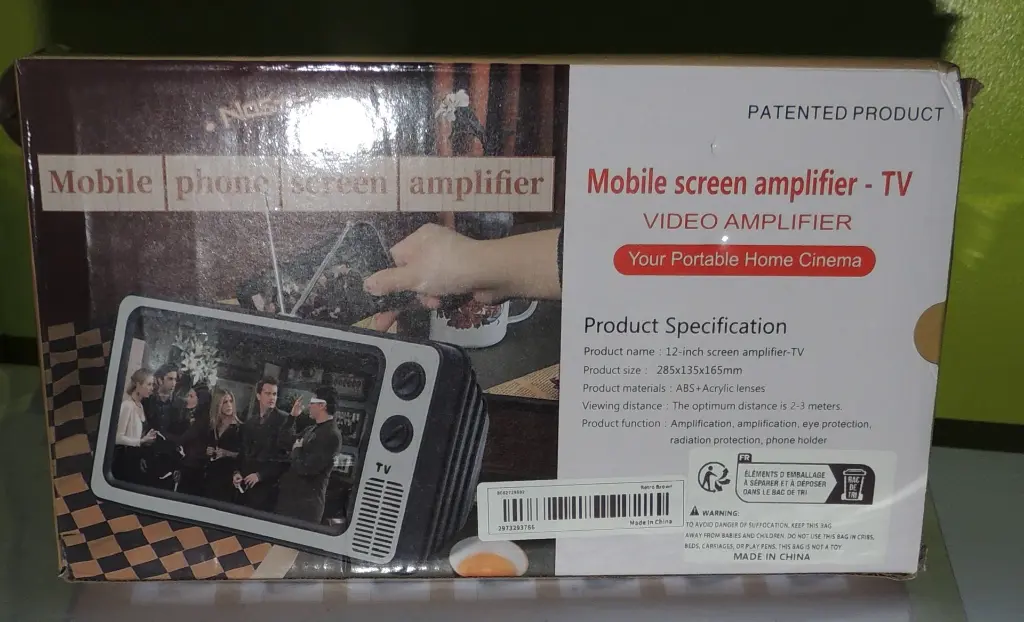 Mobile phone screen amplifier
TV
PATENTED PRODUCT
Mobile screen amplifier - TV
VIDEO AMPLIFIER
Your Portable Home Cinema
Product Specification
Product name : 12-inch screen amplifier-TV
Product size : 285x135x165mm
Product materials : ABS+Acrylic lenses
Viewing distance : The optimum distance is 2-3 meters.
Product function : Amplification, amplification, eye protection,
radiation protection, phone holder
Retro Brown
2973293766
Made in China
FR
ÉLÉMENTS D'EMBALLAGE
À SÉPARER ET À DÉPOSER
DANS LE BAC DE TRI
BAC
DE
TRI
WARNING:
TO AVOID DANGER OF SUFFOCATION, KEEP THIS BAG
AWAY FROM BABIES AND CHILDREN. DO NOT USE THIS BAG IN CRIBS,
BEDS, CARRIAGES, OR PLAY PENS. THIS BAG IS NOT A TOY.
MADE IN CHINA